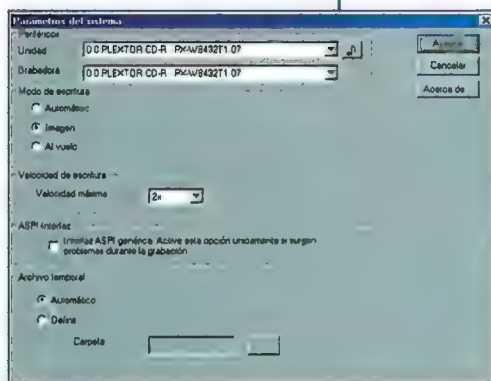 Parámetros del sistema
Periféricos
Unidad 0:0 PLEXTOR CD-R PX-W8432T1.07
Grabadora 0:0 PLEXTOR CD-R PX-W8432T1.07
Aceptar
Cancelar
Acerca de
Modo de escritura
Automático
Imagen
Al vuelo
Velocidad de escritura
Velocidad máxima 2x
ASPI Interfaz
Interfaz ASPI genérica. Active esta opción únicamente si surgen
problemas durante la grabación
Archivo temporal
Automático
Definir
Carpeta